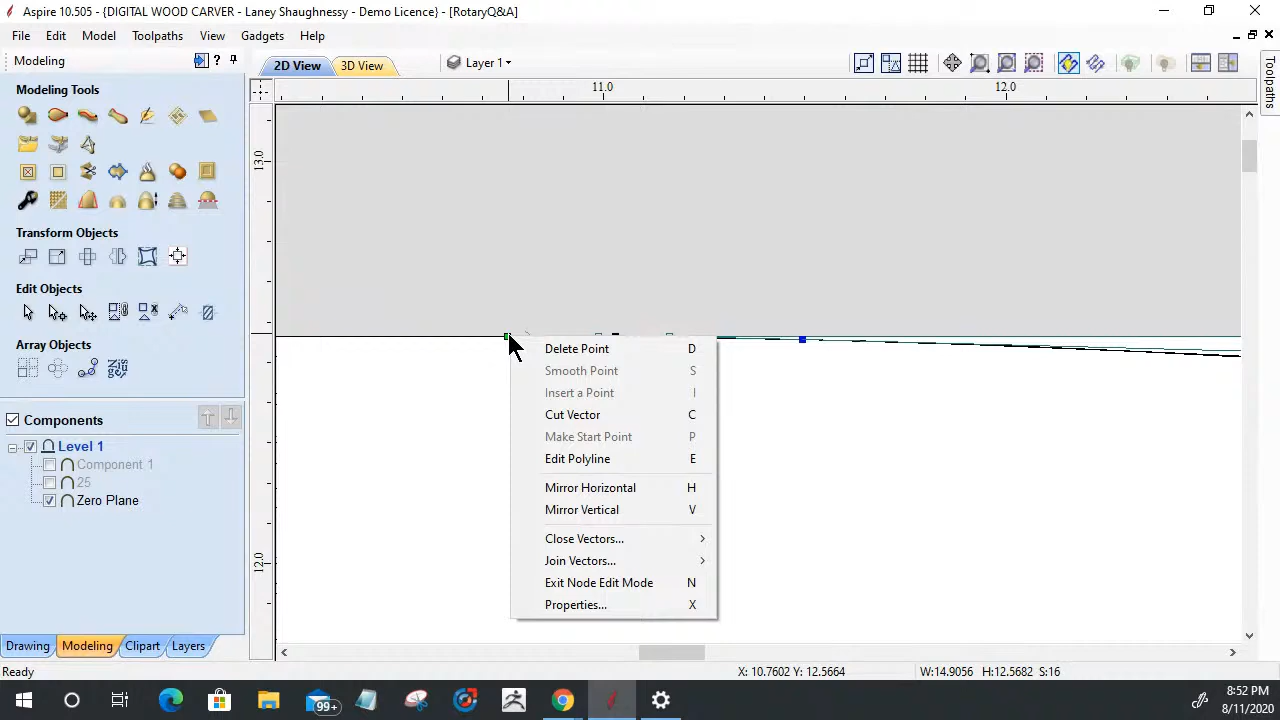 Aspire 10.505 - {DIGITAL WOOD CARVER - Laney Shaughnessy - Demo Licence} - [RotaryQ&A]
File Edit Model Toolpaths View Gadgets Help
Modeling
2D View
3D View
Layer 1
Toolpaths
Modeling Tools
11.0
12.0
13.0
Transform Objects
Edit Objects
Array Objects
Delete Point D
Smooth Point S
Insert a Point I
Cut Vector C
Make Start Point P
Edit Polyline E
Mirror Horizontal H
Mirror Vertical V
Close Vectors...
Join Vectors...
Exit Node Edit Mode N
Properties... X
12.0
Components
Level 1
Component 1
25
Zero Plane
Drawing Modeling Clipart Layers
Ready
X: 10.7602 Y: 12.5664
W:14.9056 H:12.5682 S:16
99+
8:52 PM
8/11/2020